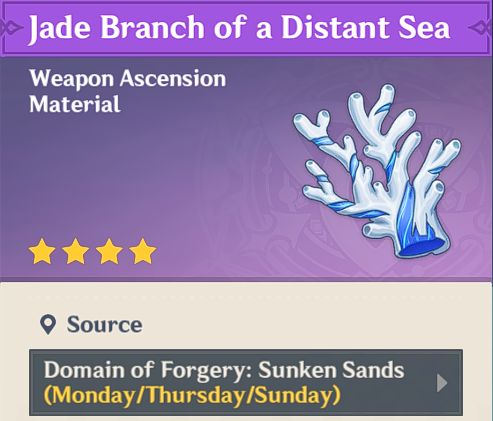 Jade Branch of a Distant Sea
Weapon Ascension
Material
Source
Domain of Forgery: Sunken Sands
(Monday/Thursday/Sunday)